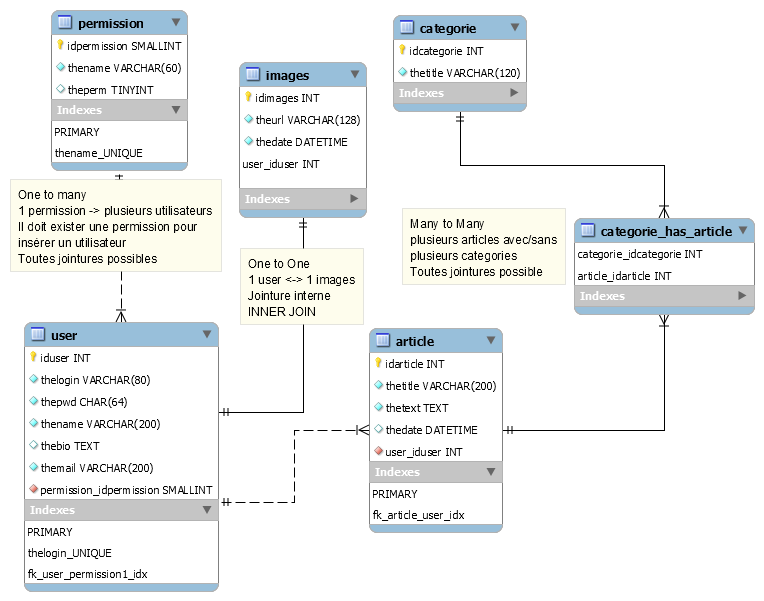 permission
idpermission SMALLINT
thename VARCHAR(60)
theperm TINYINT
Indexes
PRIMARY
thename_UNIQUE
images
idimages INT
theurl VARCHAR(128)
thedate DATETIME
user_iduser INT
Indexes
categorie
idcategorie INT
thetitle VARCHAR(120)
Indexes
One to many
1 permission -> plusieurs utilisateurs
Il doit exister une permission pour
insérer un utilisateur
Toutes jointures possibles
One to One
1 user <-> 1 images
Jointure interne
INNER JOIN
Many to Many
plusieurs articles avec/sans
plusieurs categories
Toutes jointures possible
categorie_has_article
categorie_idcategorie INT
article_idarticle INT
Indexes
user
iduser INT
thelogin VARCHAR(80)
thepwd CHAR(64)
thename VARCHAR(200)
thebio TEXT
themail VARCHAR(200)
permission_idpermission SMALLINT
Indexes
PRIMARY
thelogin_UNIQUE
fk_user_permission1_idx
article
idarticle INT
thetitle VARCHAR(200)
thetext TEXT
thedate DATETIME
user_iduser INT
Indexes
PRIMARY
fk_article_user_idx